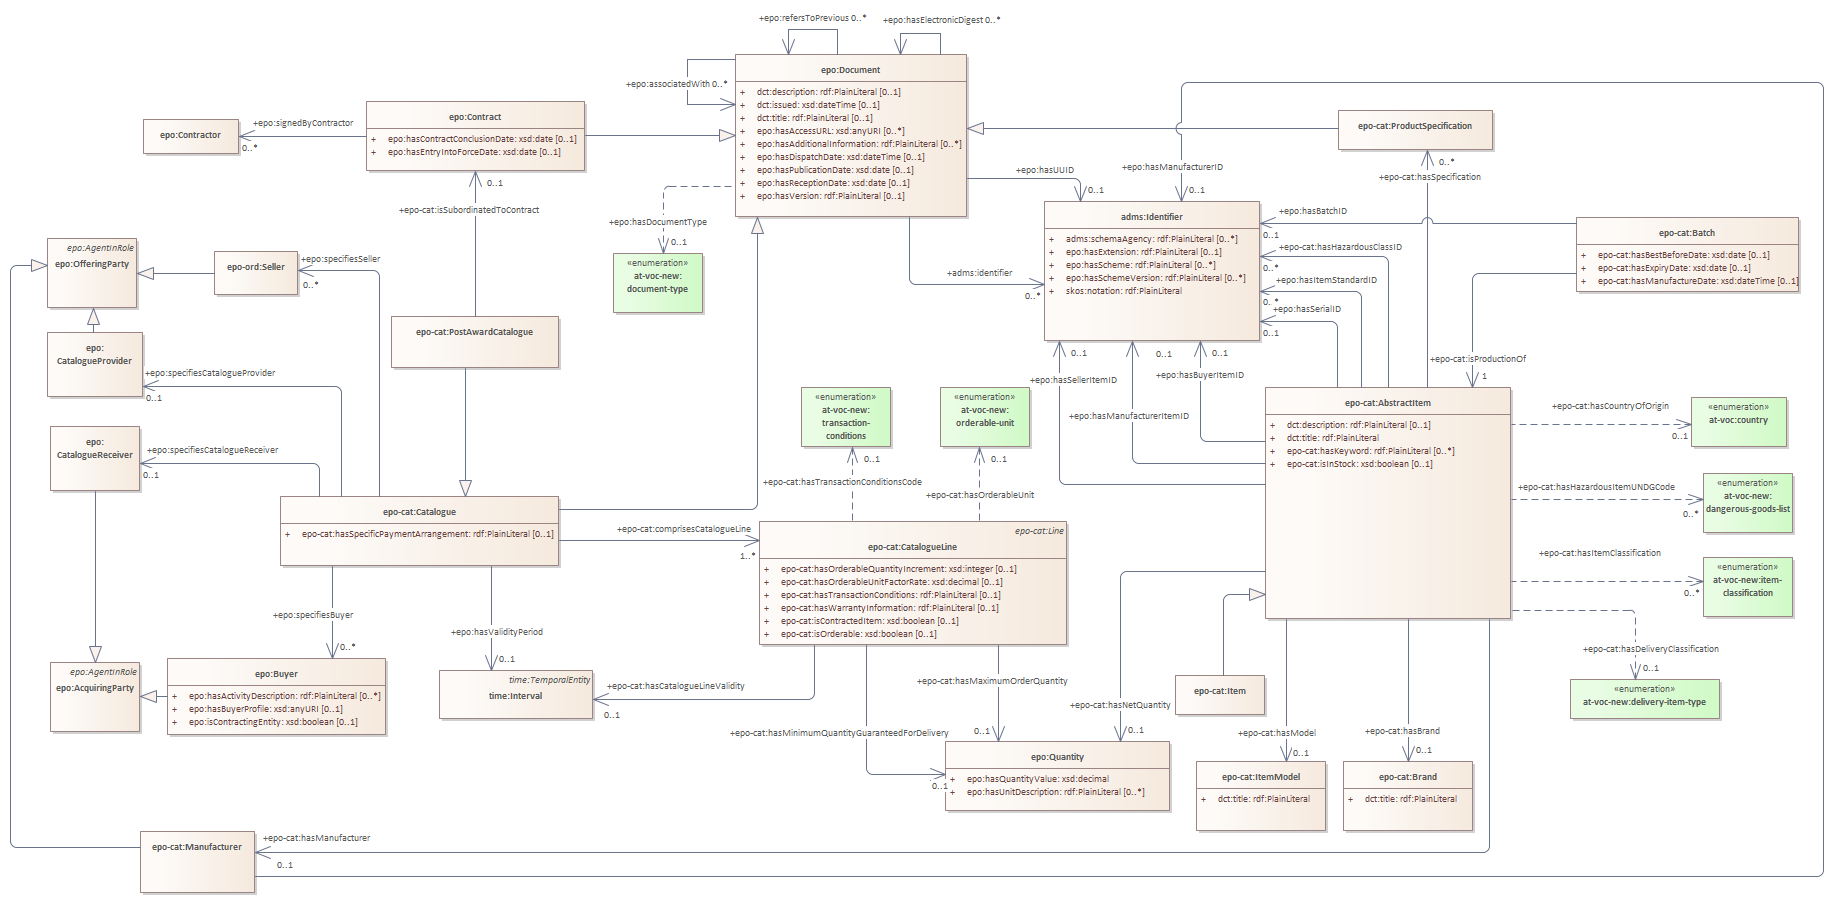 +epo:refersToPrevious 0..*
+epo:hasElectronicDigest 0..*
+epo:associatedWith 0..*
epo:Document
+ dct:description: rdf:PlainLiteral [0..1]
+ dct:issued: xsd:dateTime [0..1]
+ dct:title: rdf:PlainLiteral [0..1]
+ epo:hasAccessURL: xsd:anyURI [0..*]
+ epo:hasAdditionalInformation: rdf:PlainLiteral [0..*]
+ epo:hasDispatchDate: xsd:dateTime [0..1]
+ epo:hasPublicationDate: xsd:date [0..1]
+ epo:hasReceptionDate: xsd:date [0..1]
+ epo:hasVersion: rdf:PlainLiteral [0..1]
epo:Contractor
+epo:signedByContractor
0..*
epo:Contract
+ epo:hasContractConclusionDate: xsd:date [0..1]
+ epo:hasEntryIntoForceDate: xsd:date [0..1]
0..1
+epo-cat:isSubordinatedToContract
+epo:hasDocumentType
0..1
«enumeration»
at-voc-new:
document-type
+epo:hasUUID
0..1
+epo:hasManufacturerID
0..1
+adms:identifier
0..*
adms:Identifier
+ adms:schemaAgency: rdf:PlainLiteral [0..*]
+ epo:hasExtension: rdf:PlainLiteral [0..1]
+ epo:hasScheme: rdf:PlainLiteral [0..*]
+ epo:hasSchemeVersion: rdf:PlainLiteral [0..*]
+ skos:notation: rdf:PlainLiteral
epo-cat:ProductSpecification
0..*
+epo-cat:hasSpecification
+epo:hasBatchID
0..1
+epo-cat:hasHazardousClassID
0..*
+epo:hasItemStandardID
0..*
+epo:hasSerialID
0..1
epo-cat:Batch
+ epo-cat:hasBestBeforeDate: xsd:date [0..1]
+ epo-cat:hasExpiryDate: xsd:date [0..1]
+ epo-cat:hasManufactureDate: xsd:dateTime [0..1]
+epo-cat:isProductionOf
1
epo:AgentInRole
epo:OfferingParty
epo-ord:Seller
+epo:specifiesSeller
0..*
epo:
CatalogueProvider
+epo:specifiesCatalogueProvider
0..1
epo:
CatalogueReceiver
+epo:specifiesCatalogueReceiver
0..1
epo-cat:PostAwardCatalogue
epo-cat:Catalogue
+ epo-cat:hasSpecificPaymentArrangement: rdf:PlainLiteral [0..1]
+epo-cat:comprisesCatalogueLine
1..*
«enumeration»
at-voc-new:
transaction-
conditions
0..1
+epo-cat:hasTransactionConditionsCode
«enumeration»
at-voc-new:
orderable-unit
0..1
+epo-cat:hasOrderableUnit
0..1
+epo:hasSellerItemID
0..1
+epo:hasManufacturerItemID
0..1
+epo:hasBuyerItemID
epo-cat:AbstractItem
+ dct:description: rdf:PlainLiteral [0..1]
+ dct:title: rdf:PlainLiteral
+ epo-cat:hasKeyword: rdf:PlainLiteral [0..*]
+ epo-cat:isInStock: xsd:boolean [0..1]
+epo-cat:hasCountryOfOrigin
0..1
«enumeration»
at-voc:country
+epo-cat:hasHazardousItemUNDGCode
0..*
«enumeration»
at-voc-new:
dangerous-goods-list
+epo-cat:hasItemClassification
0..*
«enumeration»
at-voc-new:item-
classification
+epo-cat:hasDeliveryClassification
0..1
«enumeration»
at-voc-new:delivery-item-type
epo-cat:Line
epo-cat:CatalogueLine
+ epo-cat:hasOrderableQuantityIncrement: xsd:integer [0..1]
+ epo-cat:hasOrderableUnitFactorRate: xsd:decimal [0..1]
+ epo-cat:hasTransactionConditions: rdf:PlainLiteral [0..1]
+ epo-cat:hasWarrantyInformation: rdf:PlainLiteral [0..1]
+ epo-cat:isContractedItem: xsd:boolean [0..1]
+ epo-cat:isOrderable: xsd:boolean [0..1]
+epo:specifiesBuyer
0..*
+epo:hasValidityPeriod
0..1
epo:AgentInRole
epo:AcquiringParty
epo:Buyer
+ epo:hasActivityDescription: rdf:PlainLiteral [0..*]
+ epo:hasBuyerProfile: xsd:anyURI [0..1]
+ epo:isContractingEntity: xsd:boolean [0..1]
time:TemporalEntity
time:Interval
+epo-cat:hasCatalogueLineValidity
0..1
+epo-cat:hasMaximumOrderQuantity
0..1
+epo-cat:hasNetQuantity
0..1
+epo-cat:hasMinimumQuantityGuaranteedForDelivery
0..1
epo:Quantity
+ epo:hasQuantityValue: xsd:decimal
+ epo:hasUnitDescription: rdf:PlainLiteral [0..*]
epo-cat:Item
+epo-cat:hasModel
0..1
epo-cat:ItemModel
+ dct:title: rdf:PlainLiteral
+epo-cat:hasBrand
0..1
epo-cat:Brand
+ dct:title: rdf:PlainLiteral
epo-cat:Manufacturer
+epo-cat:hasManufacturer
0..1